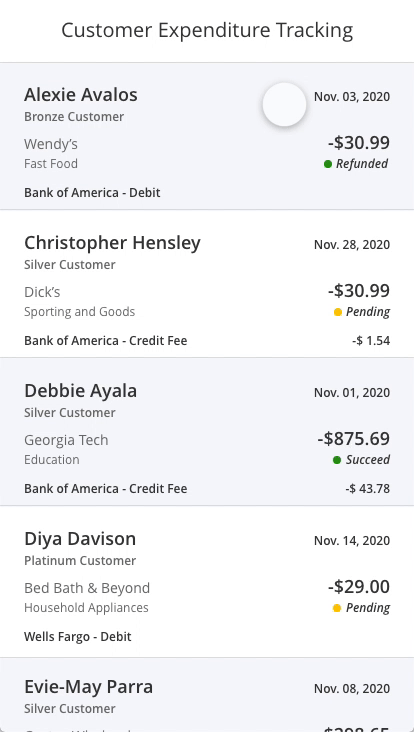 Customer Expenditure Tracking
Alexie Avalos
Nov. 03, 2020
Bronze Customer
Wendy’s
-$30.99
Fast Food
Refunded
Bank of America - Debit
Christopher Hensley
Nov. 28, 2020
Silver Customer
Dick’s
-$30.99
Sporting and Goods
Pending
Bank of America - Credit Fee
-$ 1.54
Debbie Ayala
Nov. 01, 2020
Silver Customer
Georgia Tech
-$875.69
Education
Succeed
Bank of America - Credit Fee
-$ 43.78
Diya Davison
Nov. 14, 2020
Platinum Customer
Bed Bath & Beyond
-$29.00
Household Appliances
Pending
Wells Fargo - Debit
Evie-May Parra
Nov. 08, 2020
Silver Customer